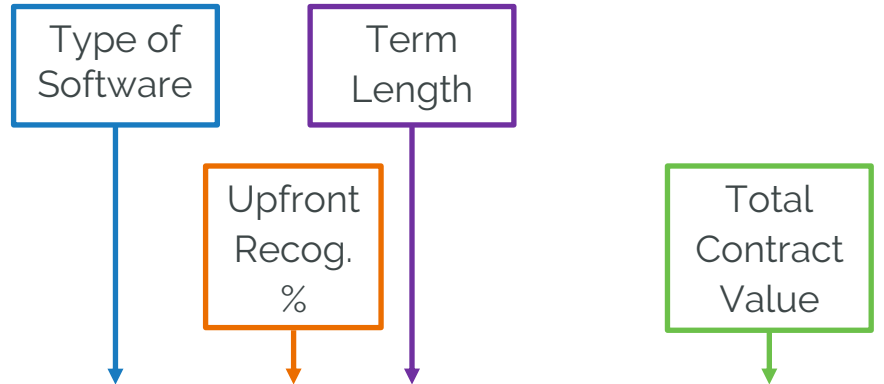 Type of
Software
Term
Length
Upfront
Recog.
%
Total
Contract
Value